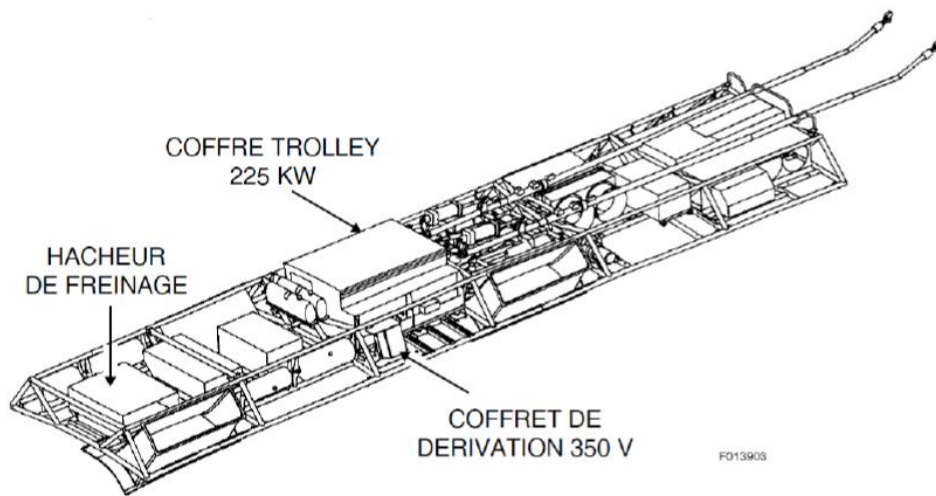 COFFRE TROLLEY
225 KW
HACHEUR
DE FREINAGE
COFFRET DE
DERIVATION 350 V
F013903